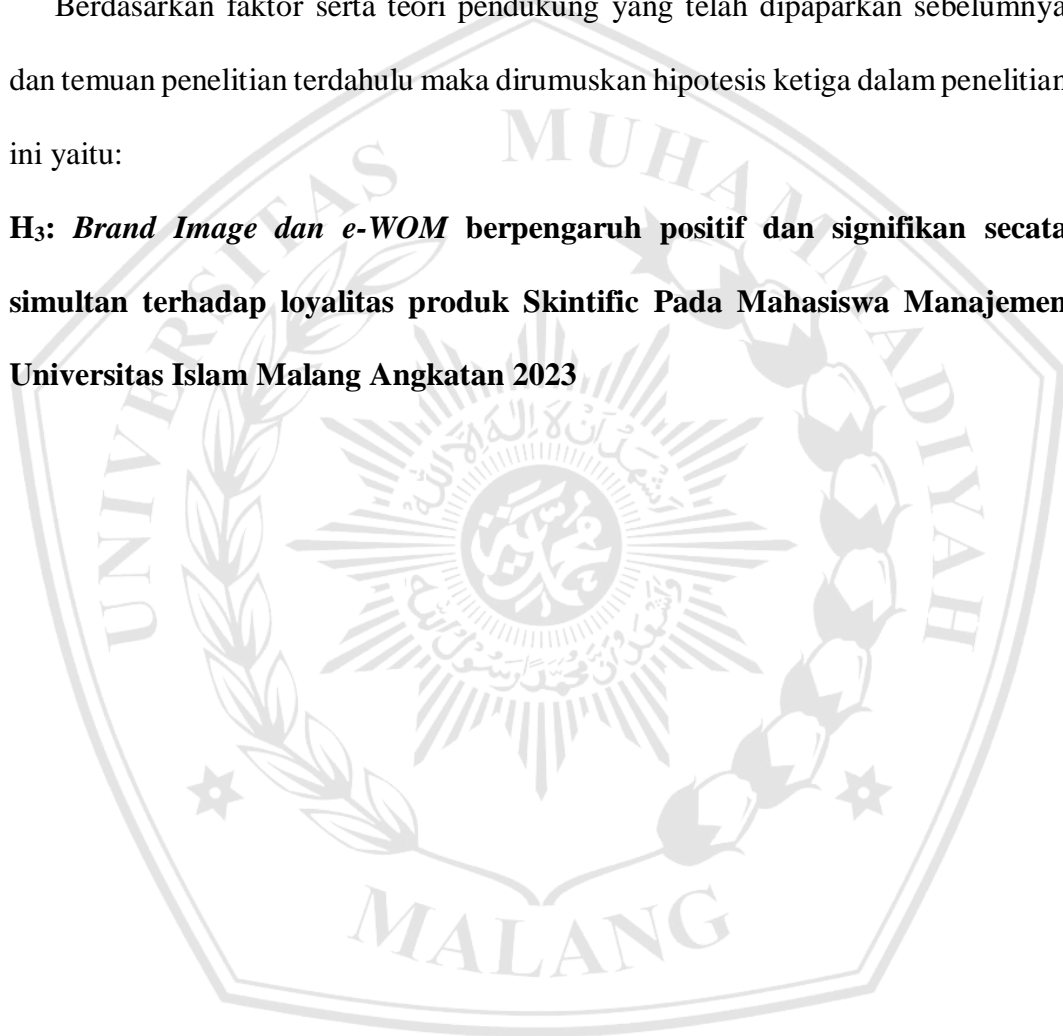 Berdasarkan faktor serta teori pendukung yang telah dipaparkan sebelumnya
dan temuan penelitian terdahulu maka dirumuskan hipotesis ketiga dalam penelitian
ini yaitu:
H₃: Brand Image dan e-WOM berpengaruh positif dan signifikan secata
simultan terhadap loyalitas produk Skintific Pada Mahasiswa Manajemen
Universitas Islam Malang Angkatan 2023
UNIVERSITAS MUHAMMADIYAH
MALANG